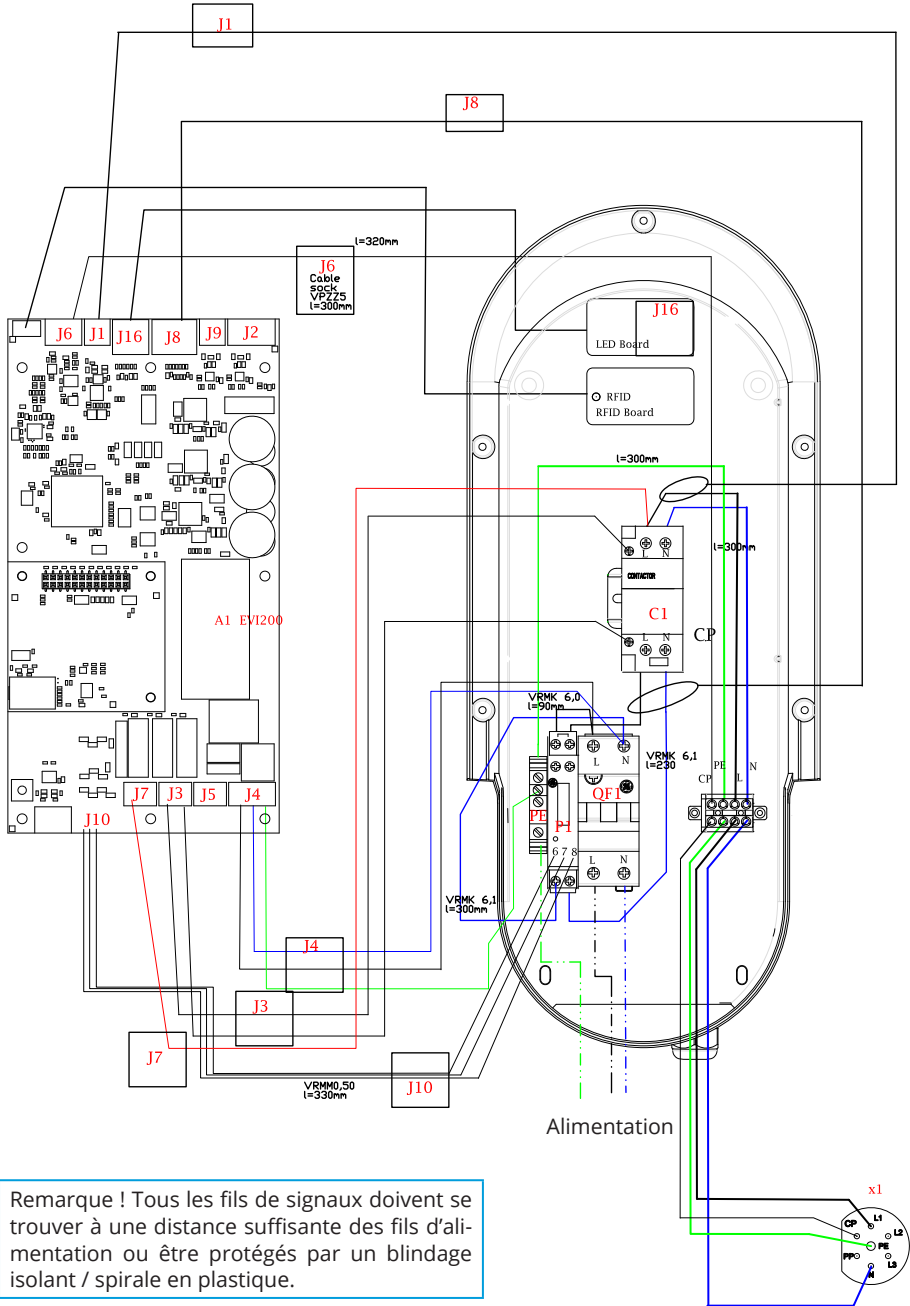 J1
J8
l=320mm
J6
Cable
sock
VPZZ5
l=300mm
J16
LED Board
J6
J1
J16
J8
J9
J2
RFID
RFID Board
l=300mm
L
N
l=300mm
CONTACTOR
A1 EVI200
C1
L
N
CP
VRMK 6,0
l=90mm
L
N
VRMK 6,1
l=230
PE
N
CP
L
J7
J3
J5
J4
QF1
PE
P1
J10
6 7 8
L
N
VRMK 6,1
l=300mm
J4
J3
J7
J10
VRMM0,50
l=330mm
Alimentation
Remarque ! Tous les fils de signaux doivent se
trouver à une distance suffisante des fils d’ali-
mentation ou être protégés par un blindage
isolant / spirale en plastique.
x1
L1
CP
L2
PE
PP
L3
N